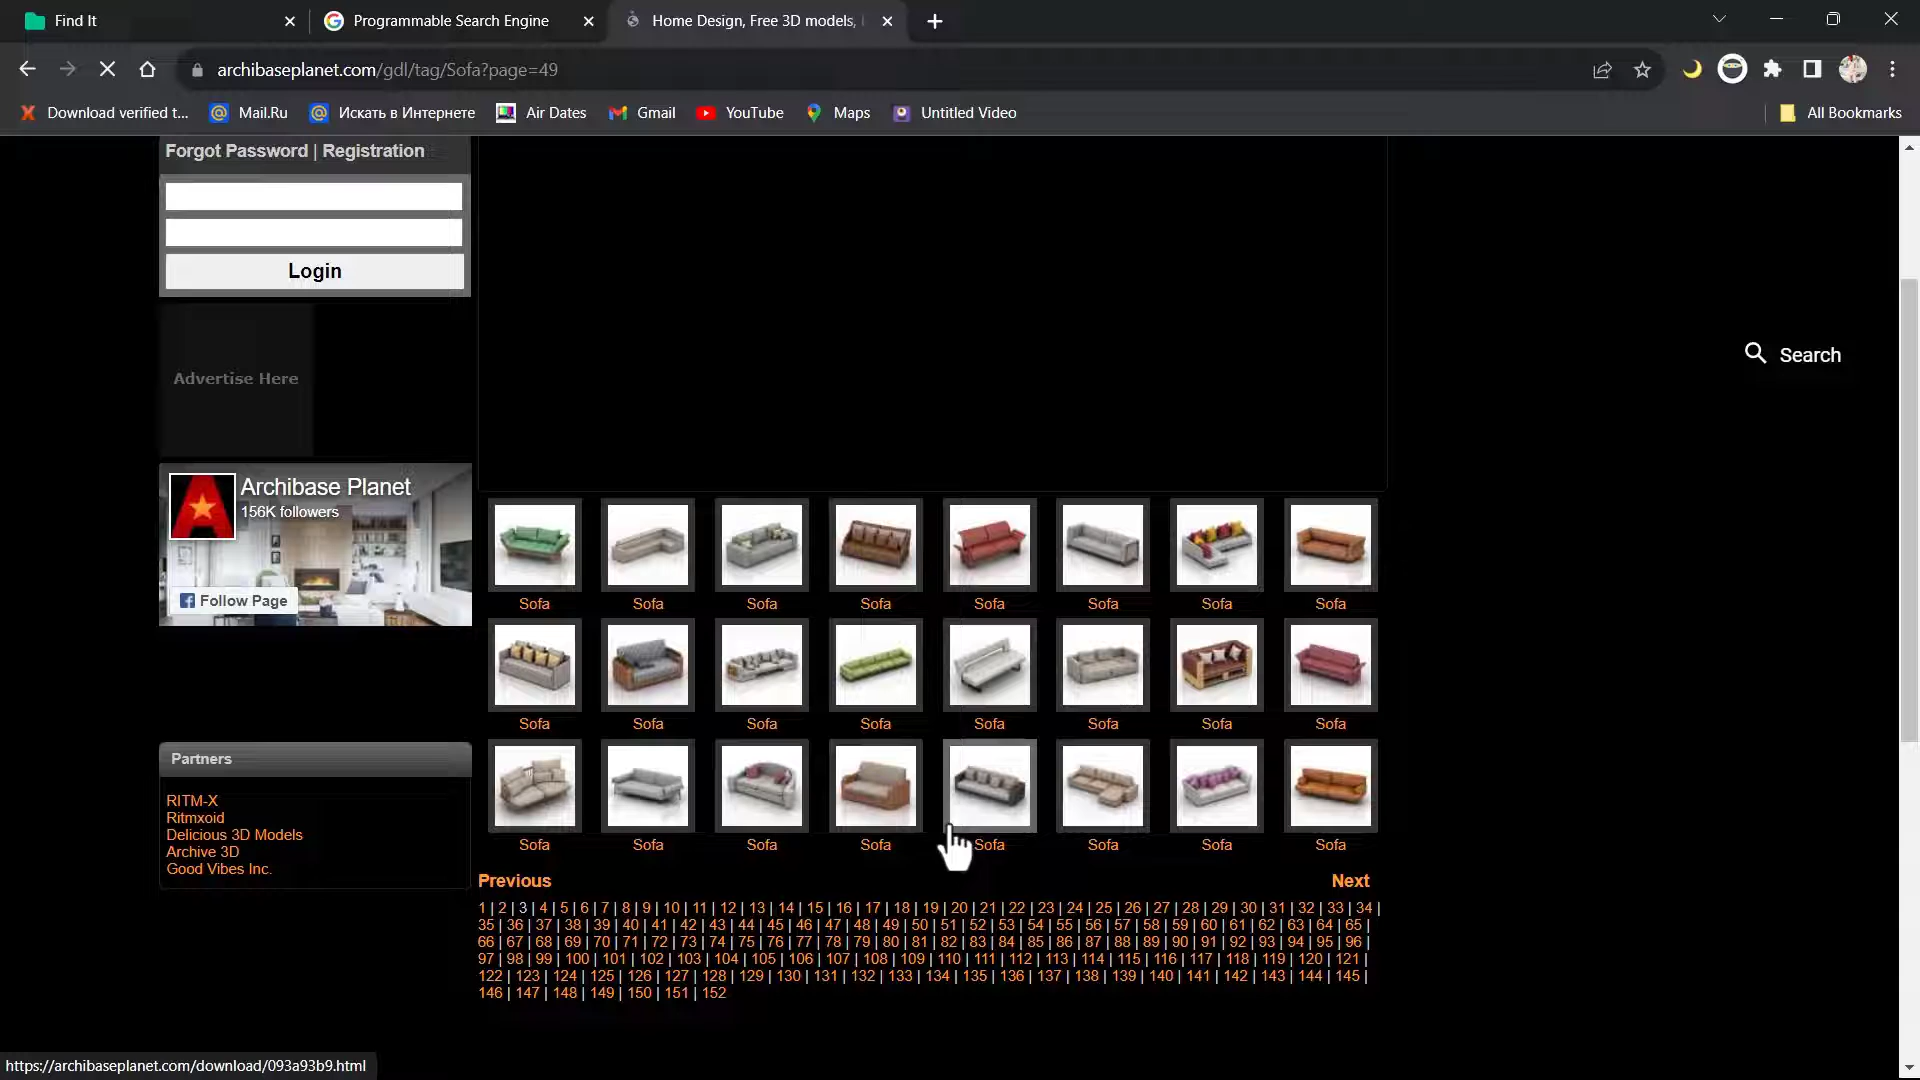 Find It
Programmable Search Engine
Home Design, Free 3D models,
archibaseplanet.com/gdl/tag/Sofa?page=49
Download verified t... Mail.Ru Искать в Интернете Air Dates Gmail YouTube Maps Untitled Video All Bookmarks
Forgot Password | Registration
Login
Search
Advertise Here
Archibase Planet
156K followers
Follow Page
Sofa Sofa Sofa Sofa Sofa Sofa Sofa Sofa
Sofa Sofa Sofa Sofa Sofa Sofa Sofa Sofa
Sofa Sofa Sofa Sofa Sofa Sofa Sofa Sofa
Partners
RITM-X
Ritmxoid
Delicious 3D Models
Archive 3D
Good Vibes Inc.
Previous Next
1 | 2 | 3 | 4 | 5 | 6 | 7 | 8 | 9 | 10 | 11 | 12 | 13 | 14 | 15 | 16 | 17 | 18 | 19 | 20 | 21 | 22 | 23 | 24 | 25 | 26 | 27 | 28 | 29 | 30 | 31 | 32 | 33 | 34 |
35 | 36 | 37 | 38 | 39 | 40 | 41 | 42 | 43 | 44 | 45 | 46 | 47 | 48 | 49 | 50 | 51 | 52 | 53 | 54 | 55 | 56 | 57 | 58 | 59 | 60 | 61 | 62 | 63 | 64 | 65 |
66 | 67 | 68 | 69 | 70 | 71 | 72 | 73 | 74 | 75 | 76 | 77 | 78 | 79 | 80 | 81 | 82 | 83 | 84 | 85 | 86 | 87 | 88 | 89 | 90 | 91 | 92 | 93 | 94 | 95 | 96 |
97 | 98 | 99 | 100 | 101 | 102 | 103 | 104 | 105 | 106 | 107 | 108 | 109 | 110 | 111 | 112 | 113 | 114 | 115 | 116 | 117 | 118 | 119 | 120 | 121 |
122 | 123 | 124 | 125 | 126 | 127 | 128 | 129 | 130 | 131 | 132 | 133 | 134 | 135 | 136 | 137 | 138 | 139 | 140 | 141 | 142 | 143 | 144 | 145 |
146 | 147 | 148 | 149 | 150 | 151 | 152
https://archibaseplanet.com/download/093a93b9.html